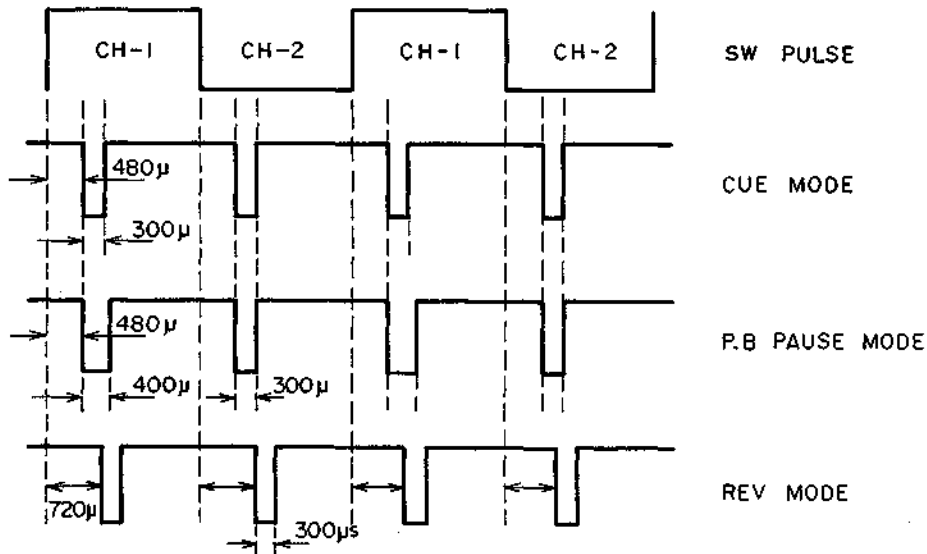 CH-1 CH-2 CH-1 CH-2 SW PULSE
480μ CUE MODE
300μ
480μ P.B PAUSE MODE
400μ 300μ
720μ REV MODE
300μs